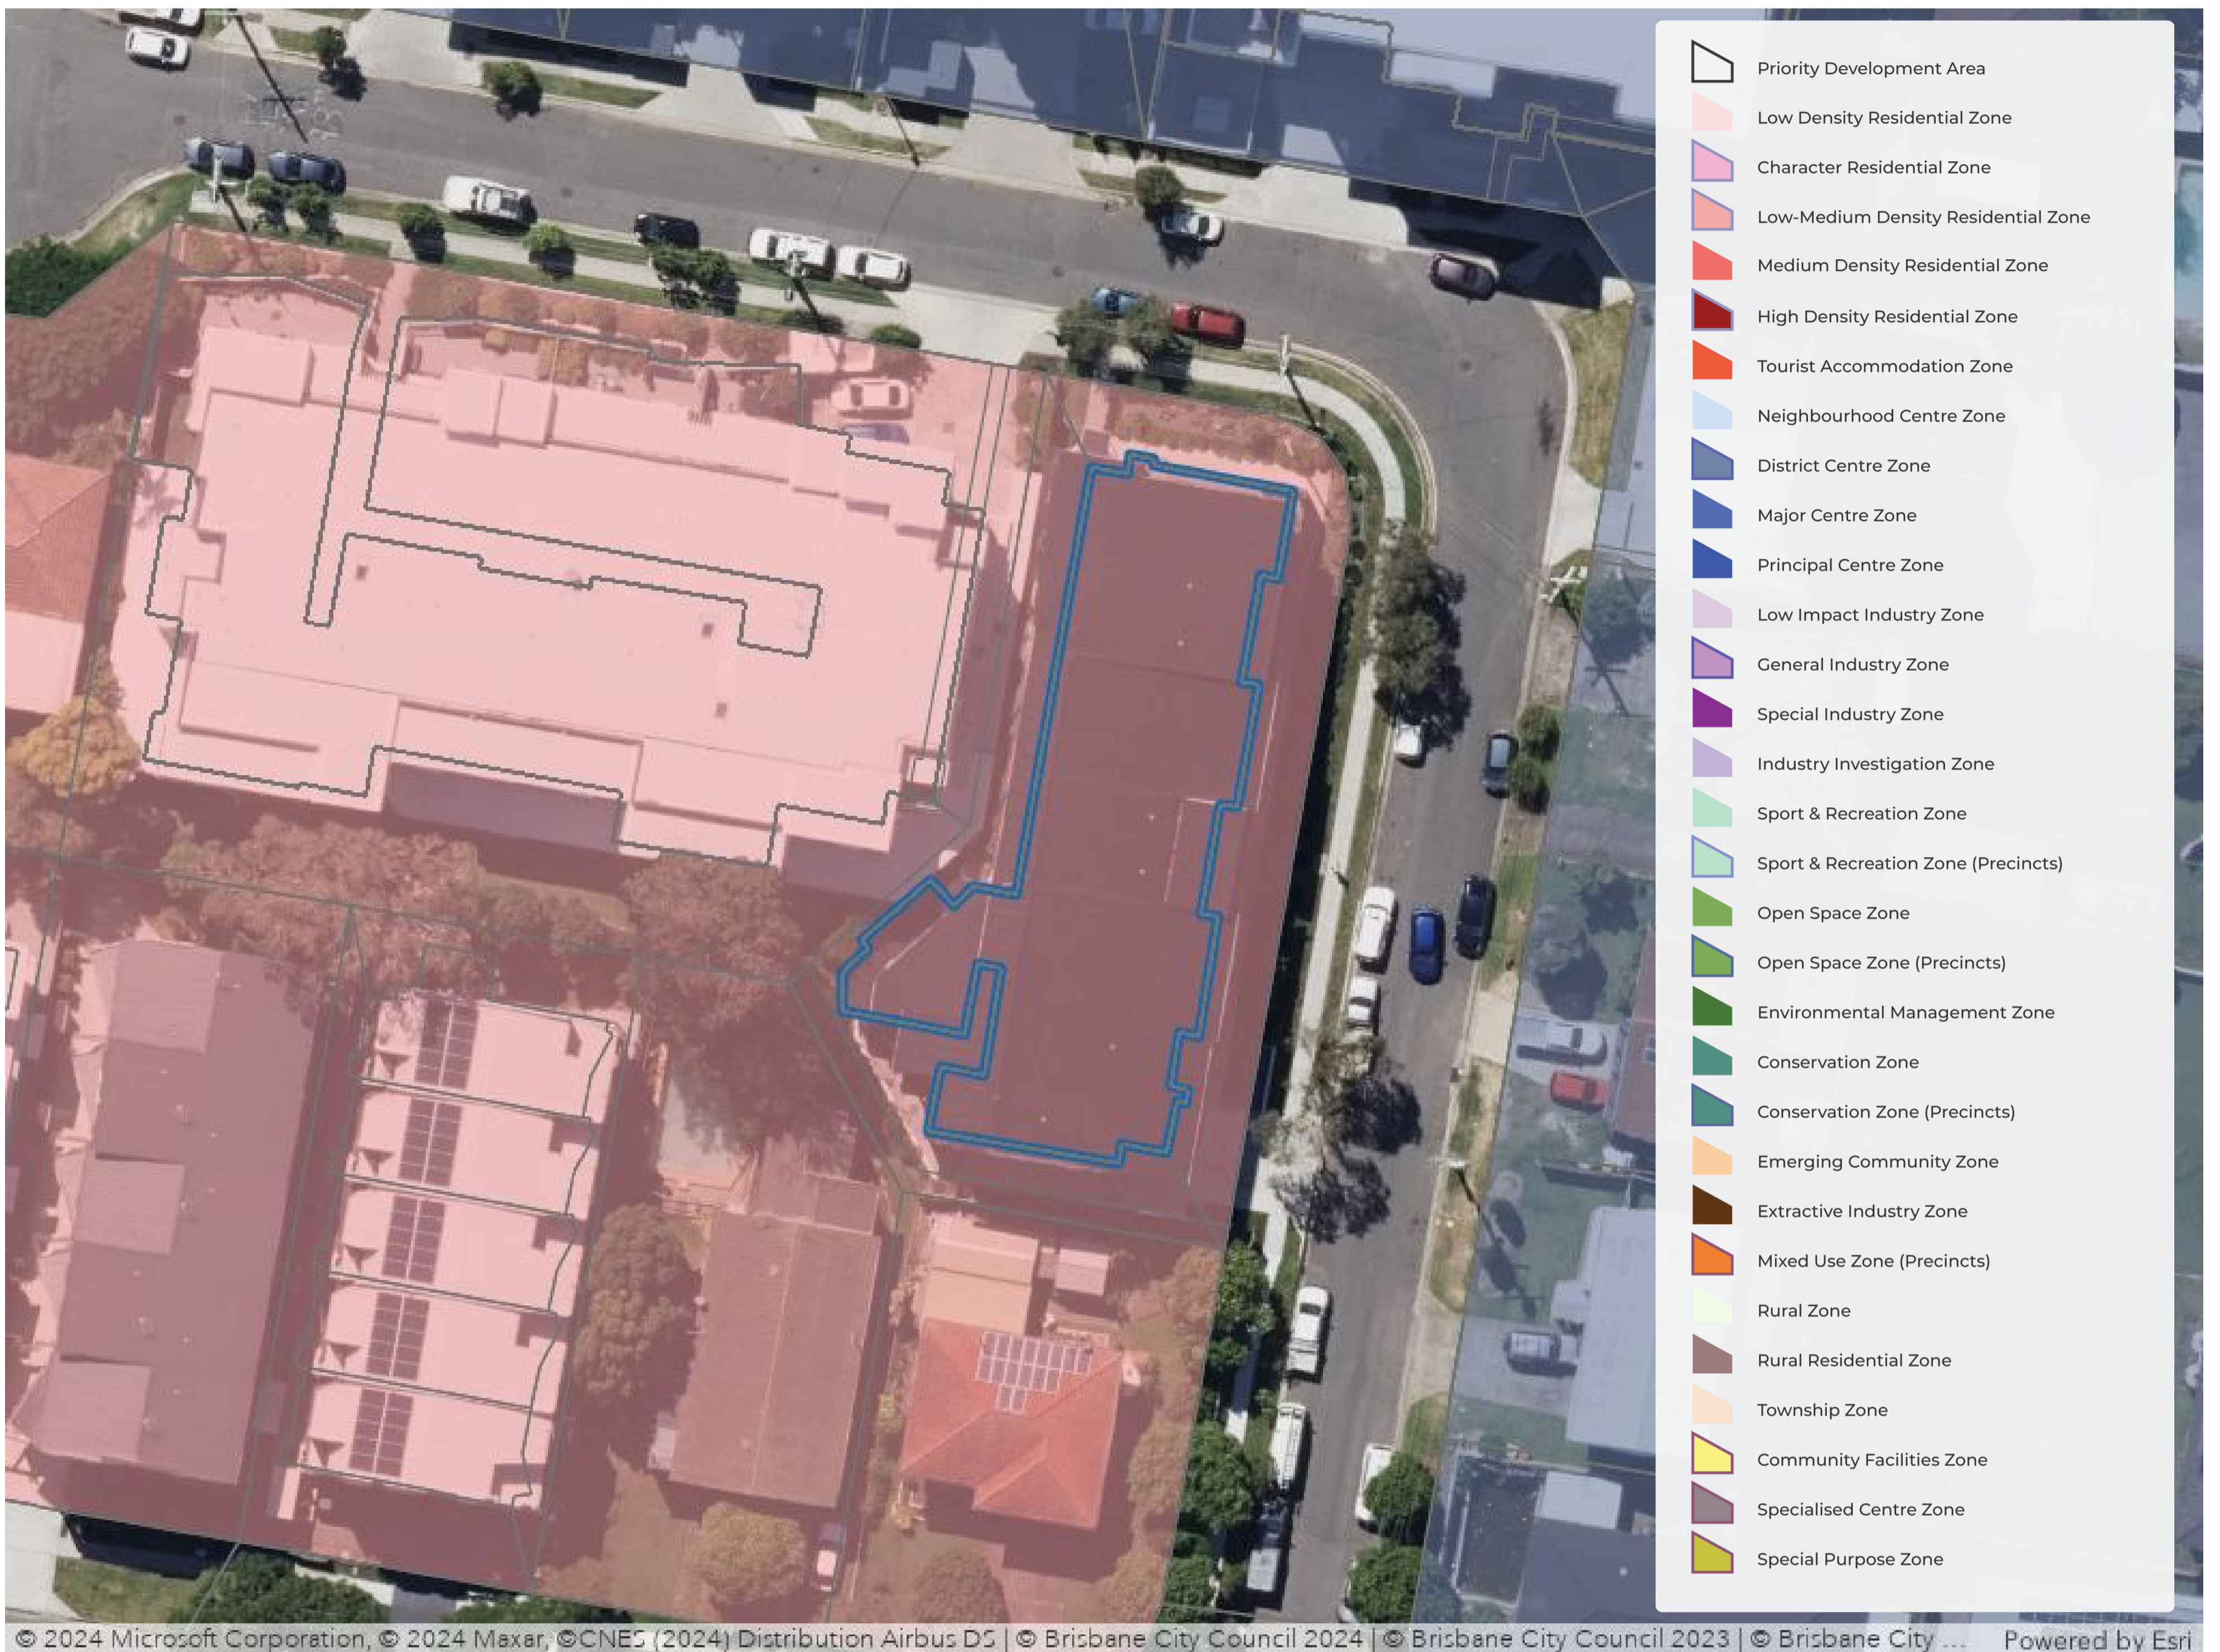 Priority Development Area
Low Density Residential Zone
Character Residential Zone
Low-Medium Density Residential Zone
Medium Density Residential Zone
High Density Residential Zone
Tourist Accommodation Zone
Neighbourhood Centre Zone
District Centre Zone
Major Centre Zone
Principal Centre Zone
Low Impact Industry Zone
General Industry Zone
Special Industry Zone
Industry Investigation Zone
Sport & Recreation Zone
Sport & Recreation Zone (Precincts)
Open Space Zone
Open Space Zone (Precincts)
Environmental Management Zone
Conservation Zone
Conservation Zone (Precincts)
Emerging Community Zone
Extractive Industry Zone
Mixed Use Zone (Precincts)
Rural Zone
Rural Residential Zone
Township Zone
Community Facilities Zone
Specialised Centre Zone
Special Purpose Zone
© 2024 Microsoft Corporation, © 2024 Maxar, ©CNES (2024) Distribution Airbus DS | © Brisbane City Council 2024 | © Brisbane City Council 2023 | © Brisbane City ... Powered by Esri